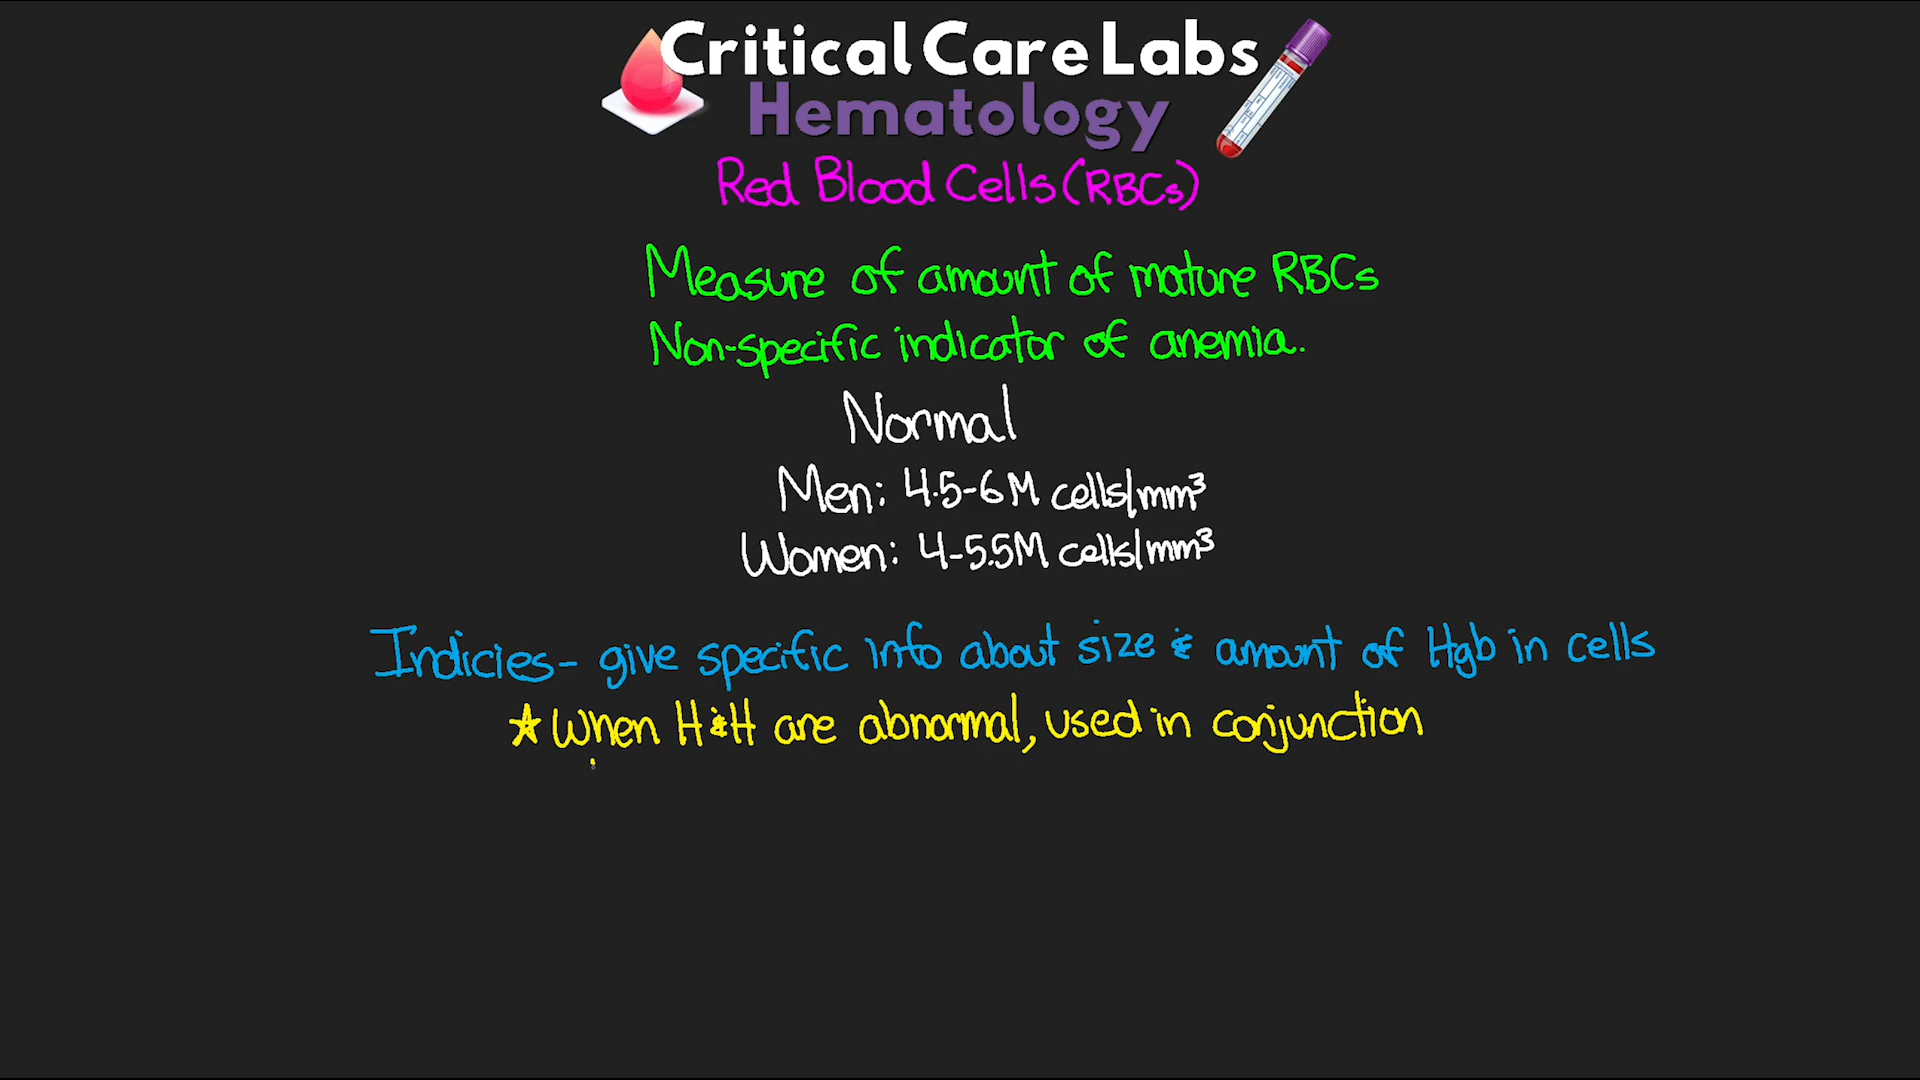 Critical Care Labs
Hematology
Red Blood Cells (RBCs)
Measure of amount of mature RBCs
Non-specific indicator of anemia.
Normal
Men: 4.5-6M cells/mm³
Women: 4-5.5M cells/mm³
Indicies- give specific info about size & amount of Hgb in cells
☆ When H&H are abnormal, used in conjunction